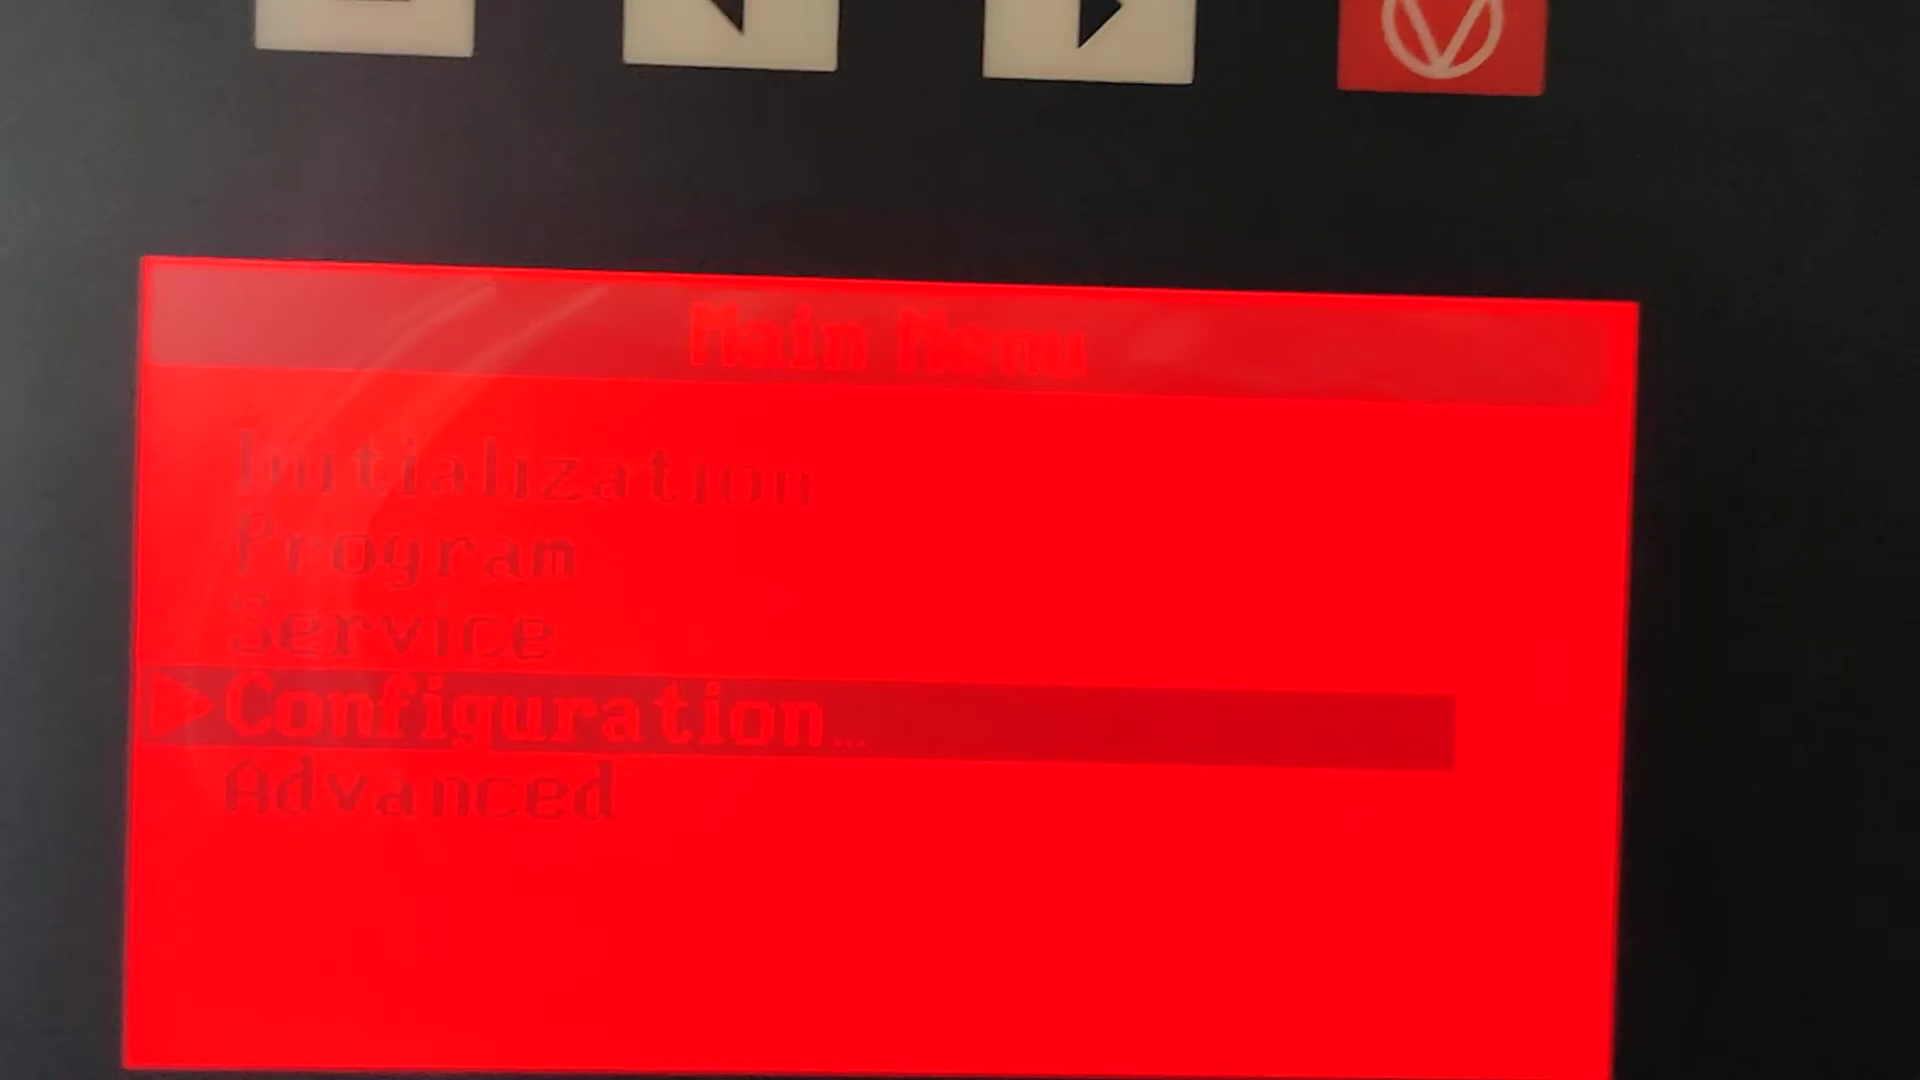 Main Menu
Initialization
Program
Service
Configuration...
Advanced